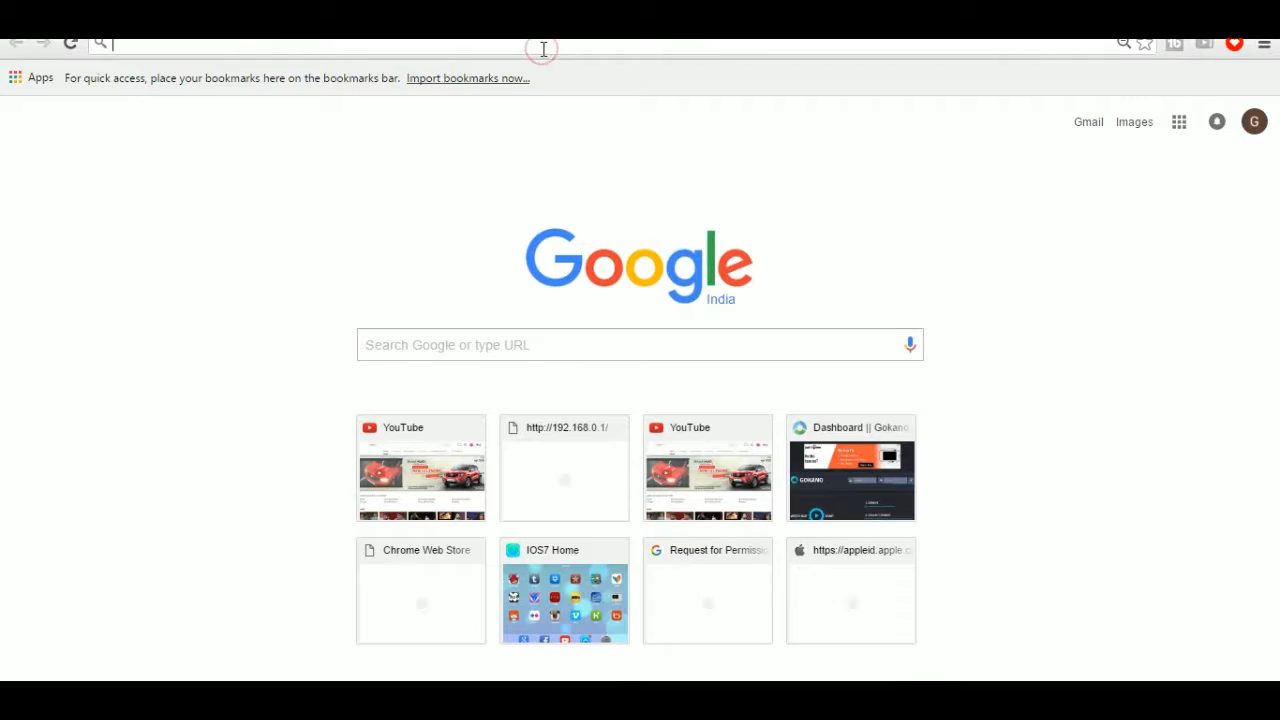 Apps For quick access, place your bookmarks here on the bookmarks bar. Import bookmarks now...
Gmail Images G
Google
India
Search Google or type URL
YouTube http://192.168.0.1/ YouTube Dashboard || Gokano.
GOKANO
Chrome Web Store IOS7 Home Request for Permissi https://appleid.apple.c